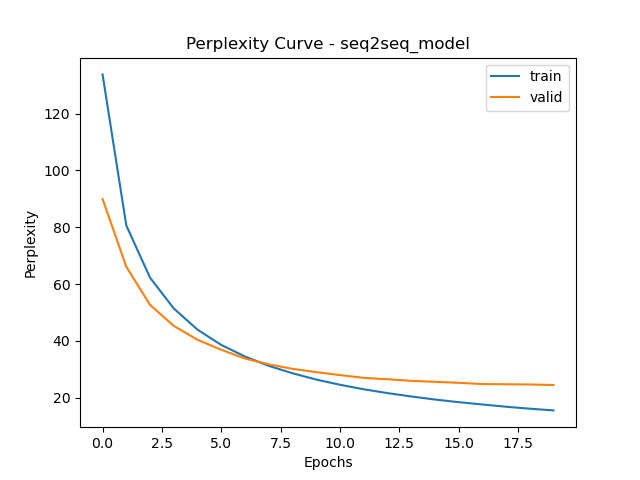 Perplexity Curve - seq2seq_model
train
valid
Perplexity
120
100
80
60
40
20
0.0 2.5 5.0 7.5 10.0 12.5 15.0 17.5
Epochs